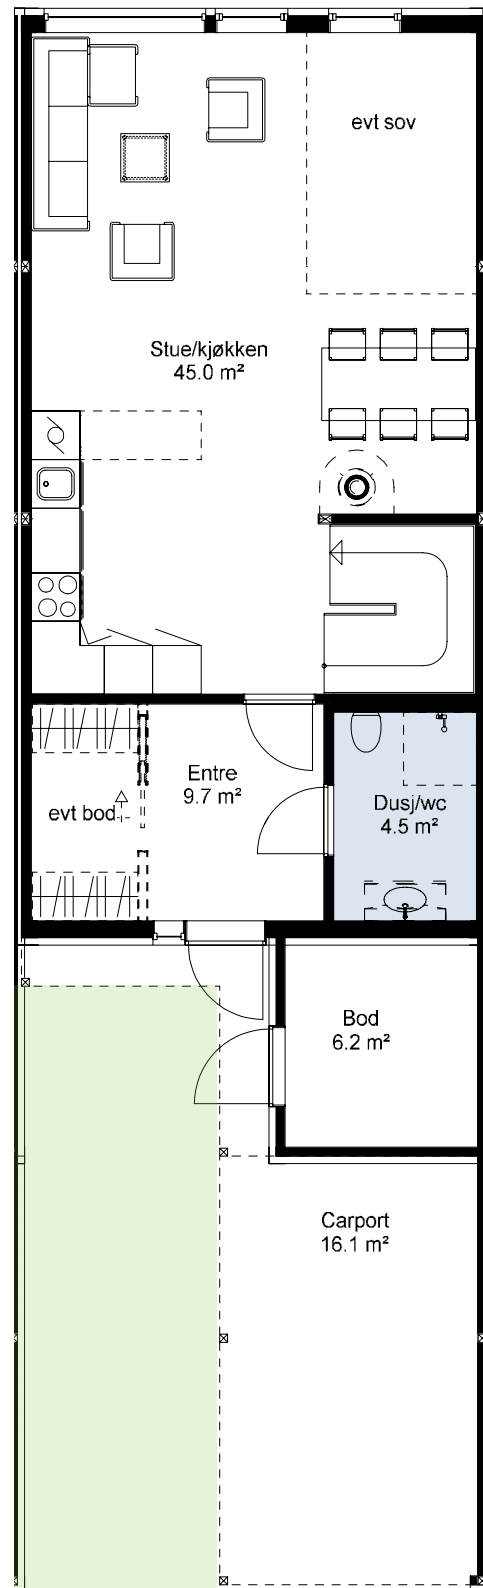 evt sov
Stue/kjøkken
45.0 m²
Entre
9.7 m²
evt bod
Dusj/wc
4.5 m²
Bod
6.2 m²
Carport
16.1 m²